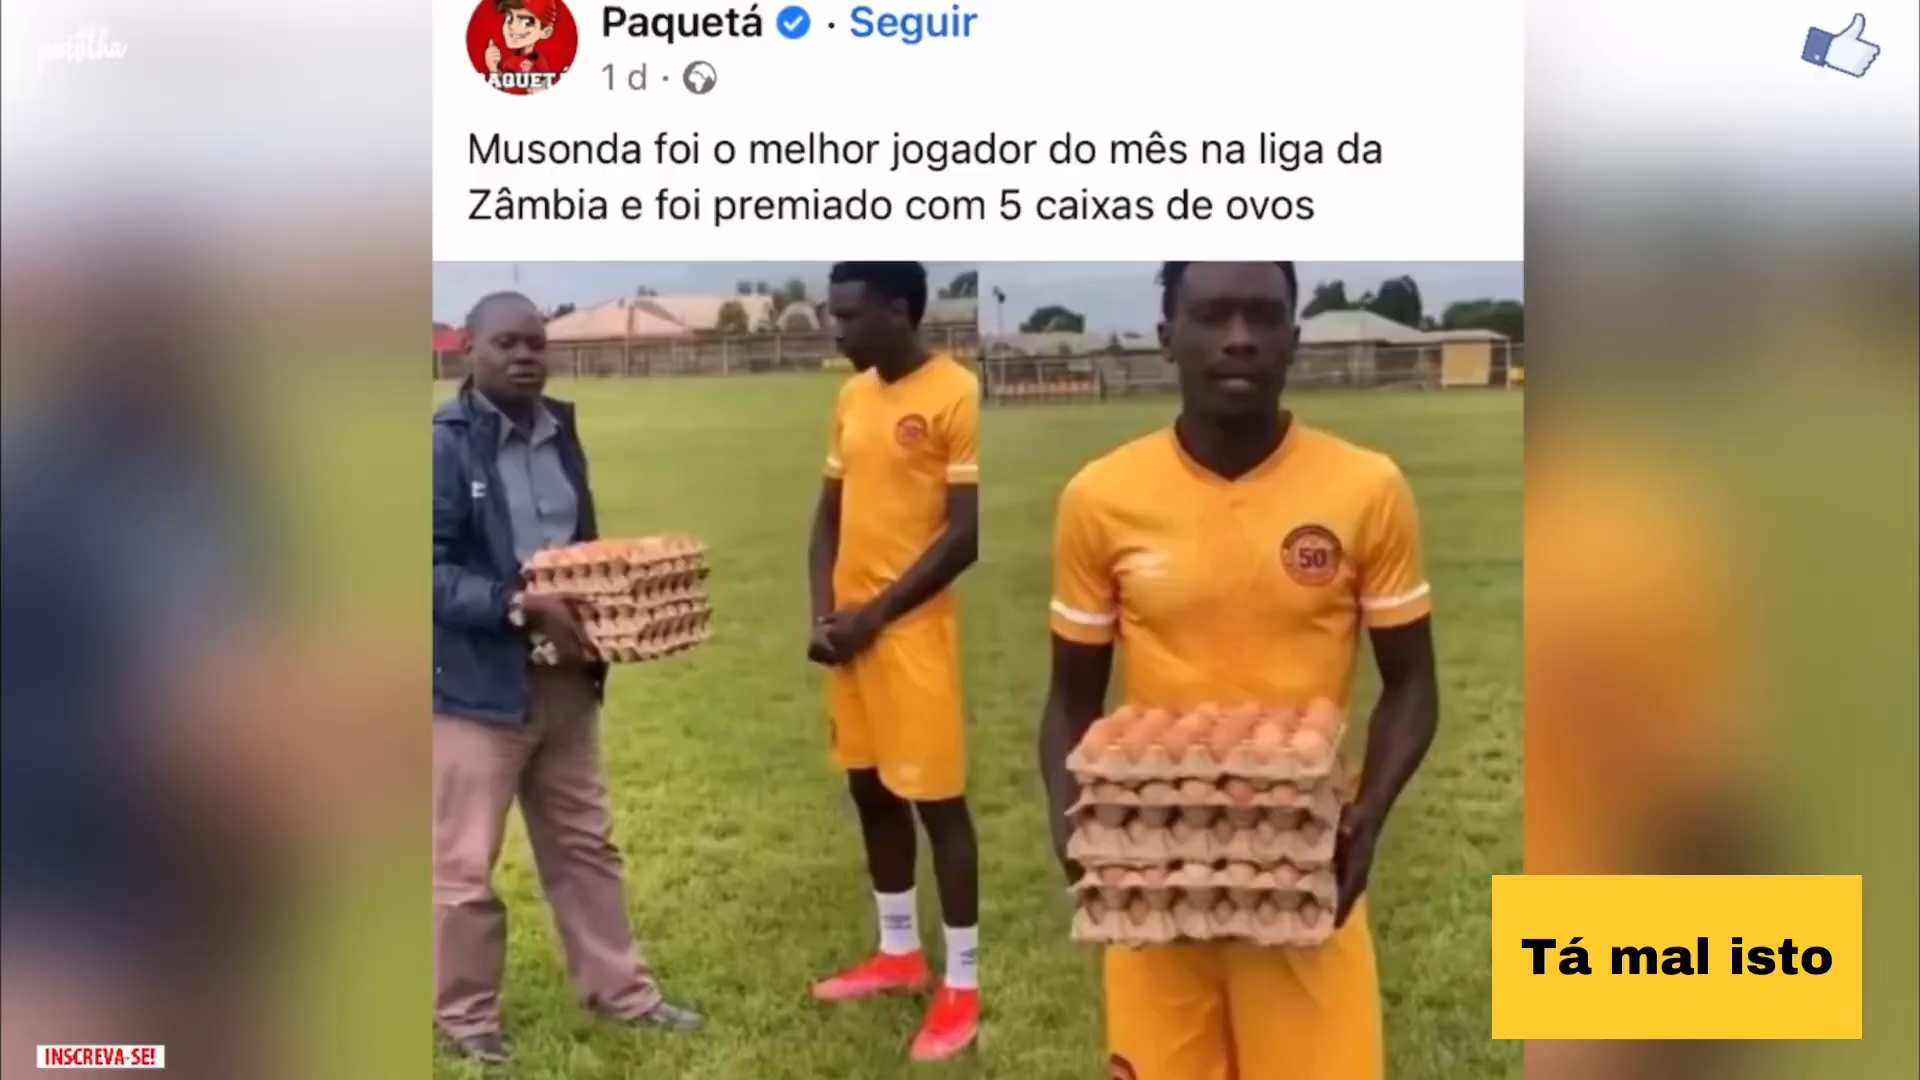 Paquetá · Seguir
PAQUETÁ
1 d ·
Musonda foi o melhor jogador do mês na liga da
Zâmbia e foi premiado com 5 caixas de ovos
50
Tá mal isto
INSCREVA-SE!